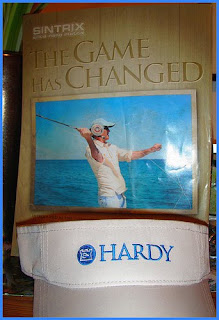 SINTRIX
THE GAME
HAS CHANGED
HARDY